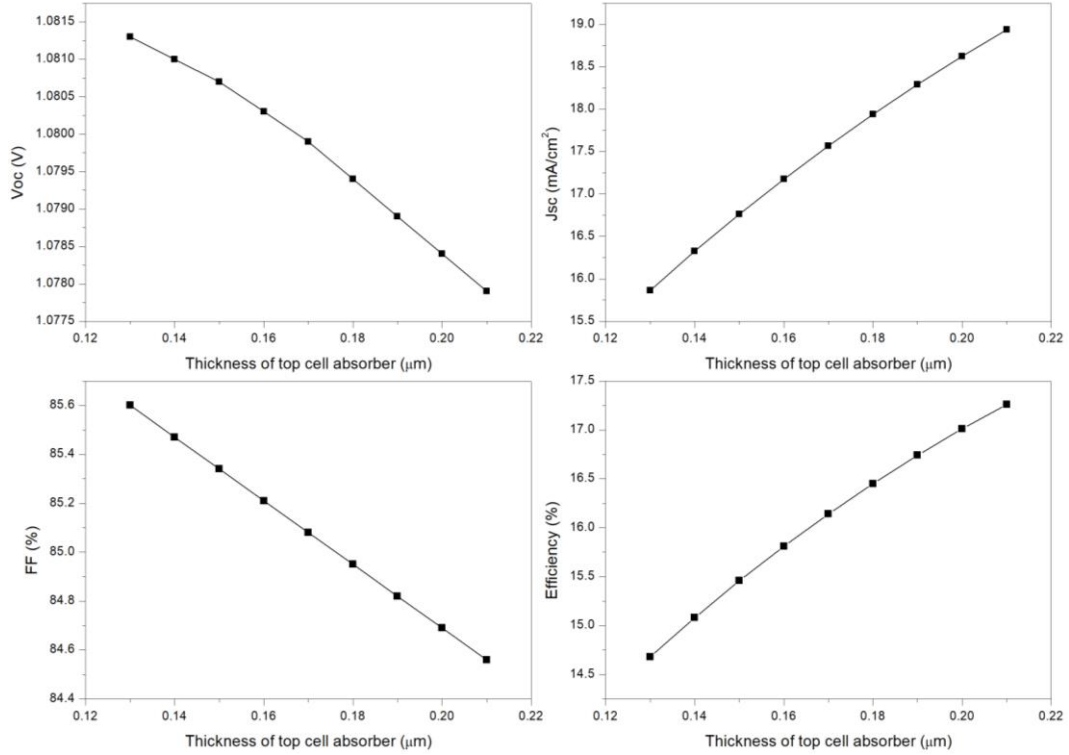 1.0815
1.0810
1.0805
1.0800
1.0795
1.0790
1.0785
1.0780
1.0775
Voc (V)
0.12 0.14 0.16 0.18 0.20 0.22
Thickness of top cell absorber (μm)
19.0
18.5
18.0
17.5
17.0
16.5
16.0
15.5
Jsc (mA/cm²)
0.12 0.14 0.16 0.18 0.20 0.22
Thickness of top cell absorber (μm)
85.6
85.4
85.2
85.0
84.8
84.6
84.4
FF (%)
0.12 0.14 0.16 0.18 0.20 0.22
Thickness of top cell absorber (μm)
17.5
17.0
16.5
16.0
15.5
15.0
14.5
Efficiency (%)
0.12 0.14 0.16 0.18 0.20 0.22
Thickness of top cell absorber (μm)